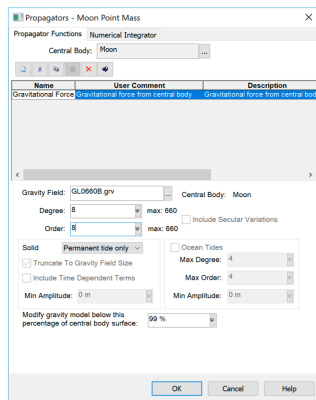 Propagators - Moon Point Mass
Propagator Functions Numerical Integrator
Central Body: Moon ...
Name User Comment Description
Gravitational Force Gravitational force from central body Gravitational force from central bod
Gravity Field: GL0660B.grv ... Central Body: Moon
Degree: 8 max: 660
Include Secular Variations
Order: 8 max: 660
Solid Permanent tide only Ocean Tides
Truncate To Gravity Field Size Max Degree: 4
Include Time Dependent Terms Max Order: 4
Min Amplitude: 0 m Min Amplitude: 0 m
Modify gravity model below this
percentage of central body surface: 99 %
OK Cancel Help